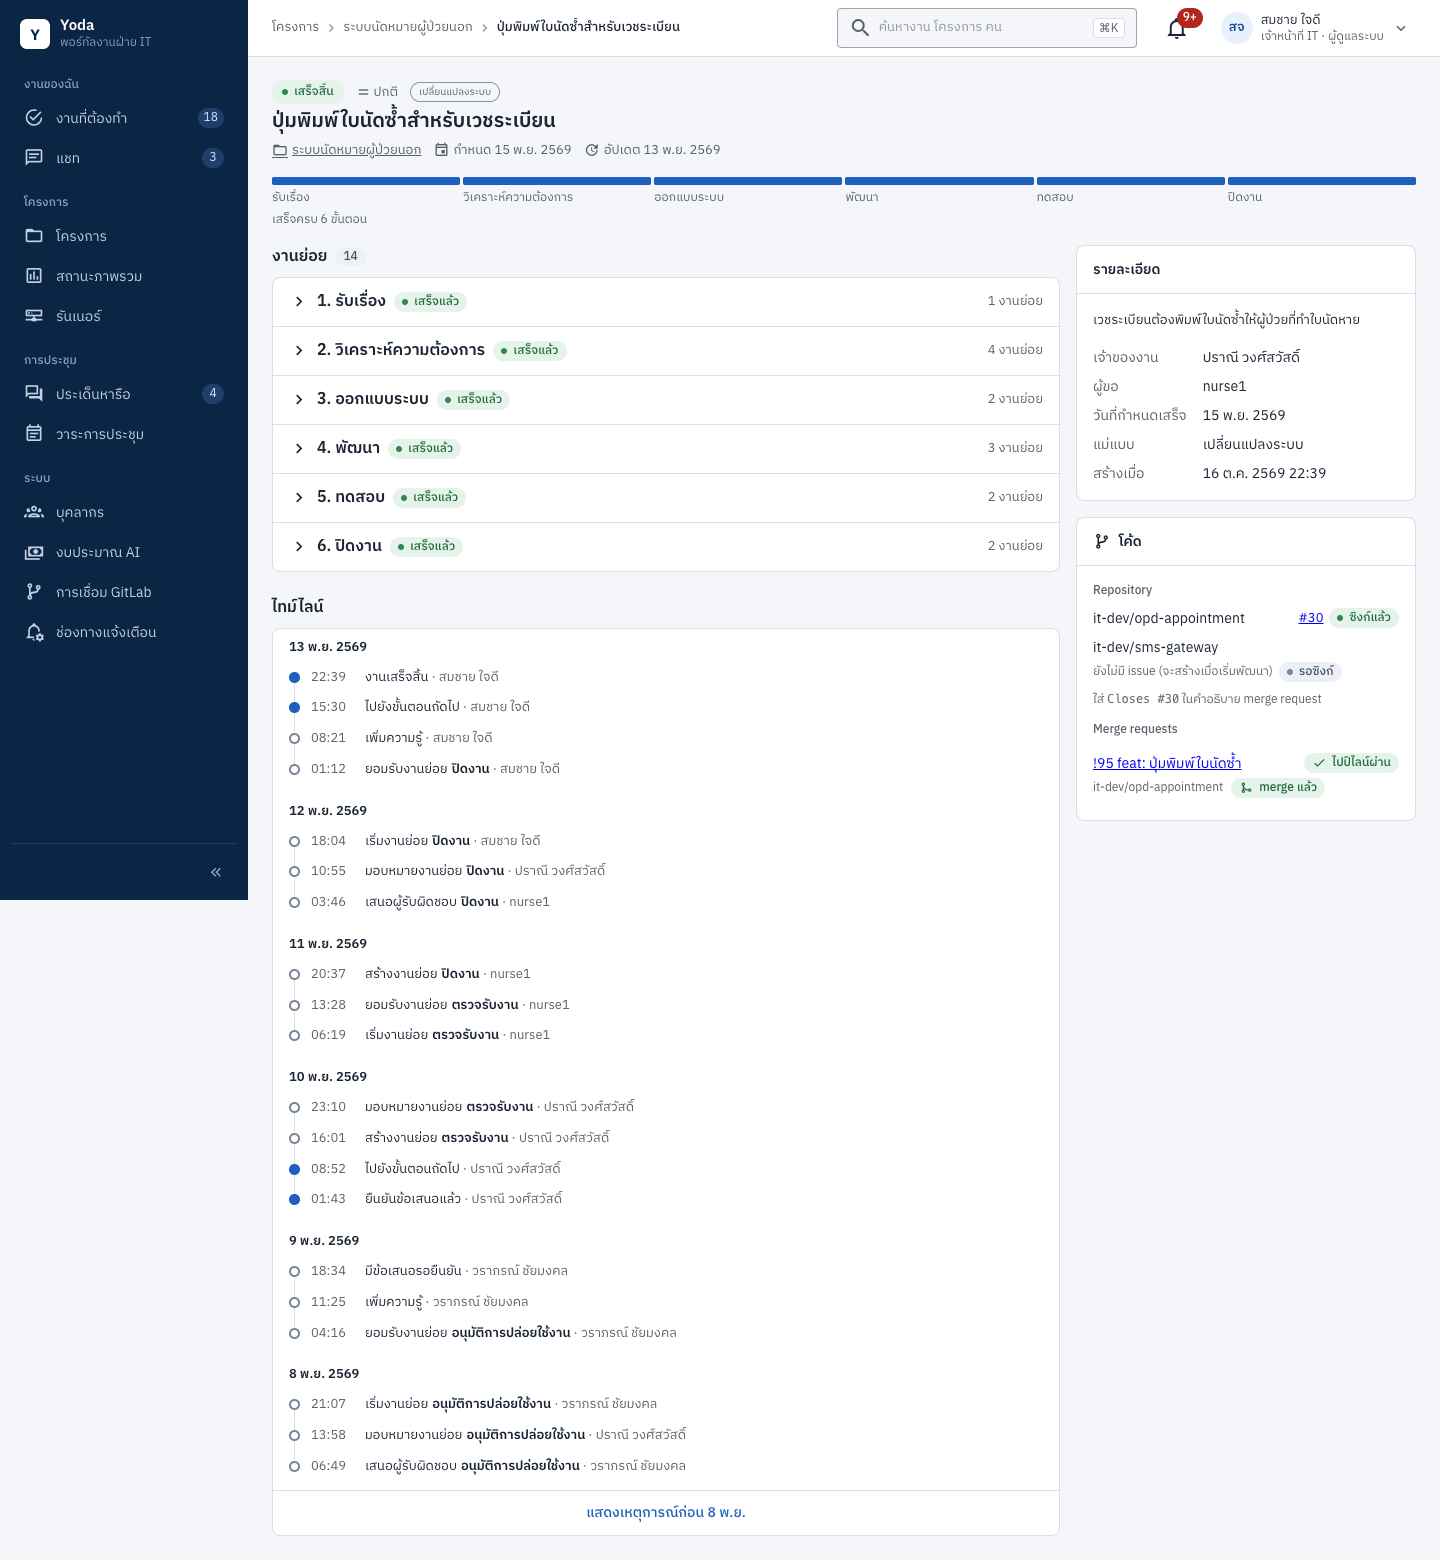 Y
Yoda
พอร์ทัลงานฝ่าย IT
งานของฉัน
งานที่ต้องทำ 18
แชท 3
โครงการ
โครงการ
สถานะภาพรวม
รันเนอร์
การประชุม
ประเด็นหารือ 4
วาระการประชุม
ระบบ
บุคลากร
งบประมาณ AI
การเชื่อม GitLab
ช่องทางแจ้งเตือน
โครงการ > ระบบนัดหมายผู้ป่วยนอก > ปุ่มพิมพ์ใบนัดซ้ำสำหรับเวชระเบียน
ค้นหางาน โครงการ คน ⌘K
9+
สจ
สมชาย ใจดี
เจ้าหน้าที่ IT · ผู้ดูแลระบบ
เสร็จสิ้น ปกติ เปลี่ยนแปลงระบบ
ปุ่มพิมพ์ใบนัดซ้ำสำหรับเวชระเบียน
ระบบนัดหมายผู้ป่วยนอก กำหนด 15 พ.ย. 2569 อัปเดต 13 พ.ย. 2569
รับเรื่อง วิเคราะห์ความต้องการ ออกแบบระบบ พัฒนา ทดสอบ ปิดงาน
เสร็จครบ 6 ขั้นตอน
งานย่อย 14
1. รับเรื่อง เสร็จแล้ว 1 งานย่อย
2. วิเคราะห์ความต้องการ เสร็จแล้ว 4 งานย่อย
3. ออกแบบระบบ เสร็จแล้ว 2 งานย่อย
4. พัฒนา เสร็จแล้ว 3 งานย่อย
5. ทดสอบ เสร็จแล้ว 2 งานย่อย
6. ปิดงาน เสร็จแล้ว 2 งานย่อย
ไทม์ไลน์
13 พ.ย. 2569
22:39 งานเสร็จสิ้น · สมชาย ใจดี
15:30 ไปยังขั้นตอนถัดไป · สมชาย ใจดี
08:21 เพิ่มความรู้ · สมชาย ใจดี
01:12 ยอมรับงานย่อย ปิดงาน · สมชาย ใจดี
12 พ.ย. 2569
18:04 เริ่มงานย่อย ปิดงาน · สมชาย ใจดี
10:55 มอบหมายงานย่อย ปิดงาน · ปราณี วงศ์สวัสดิ์
03:46 เสนอผู้รับผิดชอบ ปิดงาน · nurse1
11 พ.ย. 2569
20:37 สร้างงานย่อย ปิดงาน · nurse1
13:28 ยอมรับงานย่อย ตรวจรับงาน · nurse1
06:19 เริ่มงานย่อย ตรวจรับงาน · nurse1
10 พ.ย. 2569
23:10 มอบหมายงานย่อย ตรวจรับงาน · ปราณี วงศ์สวัสดิ์
16:01 สร้างงานย่อย ตรวจรับงาน · ปราณี วงศ์สวัสดิ์
08:52 ไปยังขั้นตอนถัดไป · ปราณี วงศ์สวัสดิ์
01:43 ยืนยันข้อเสนอแล้ว · ปราณี วงศ์สวัสดิ์
9 พ.ย. 2569
18:34 มีข้อเสนอรอยืนยัน · วราภรณ์ ชัยมงคล
11:25 เพิ่มความรู้ · วราภรณ์ ชัยมงคล
04:16 ยอมรับงานย่อย อนุมัติการปล่อยใช้งาน · วราภรณ์ ชัยมงคล
8 พ.ย. 2569
21:07 เริ่มงานย่อย อนุมัติการปล่อยใช้งาน · วราภรณ์ ชัยมงคล
13:58 มอบหมายงานย่อย อนุมัติการปล่อยใช้งาน · ปราณี วงศ์สวัสดิ์
06:49 เสนอผู้รับผิดชอบ อนุมัติการปล่อยใช้งาน · วราภรณ์ ชัยมงคล
แสดงเหตุการณ์ก่อน 8 พ.ย.
รายละเอียด
เวชระเบียนต้องพิมพ์ใบนัดซ้ำให้ผู้ป่วยที่ทำใบนัดหาย
เจ้าของงาน ปราณี วงศ์สวัสดิ์
ผู้ขอ nurse1
วันที่กำหนดเสร็จ 15 พ.ย. 2569
แม่แบบ เปลี่ยนแปลงระบบ
สร้างเมื่อ 16 ต.ค. 2569 22:39
โค้ด
Repository
it-dev/opd-appointment #30 ซิงก์แล้ว
it-dev/sms-gateway
ยังไม่มี issue (จะสร้างเมื่อเริ่มพัฒนา) รอซิงก์
ใส่ Closes #30 ในคำอธิบาย merge request
Merge requests
!95 feat: ปุ่มพิมพ์ใบนัดซ้ำ ไปป์ไลน์ผ่าน
it-dev/opd-appointment merge แล้ว